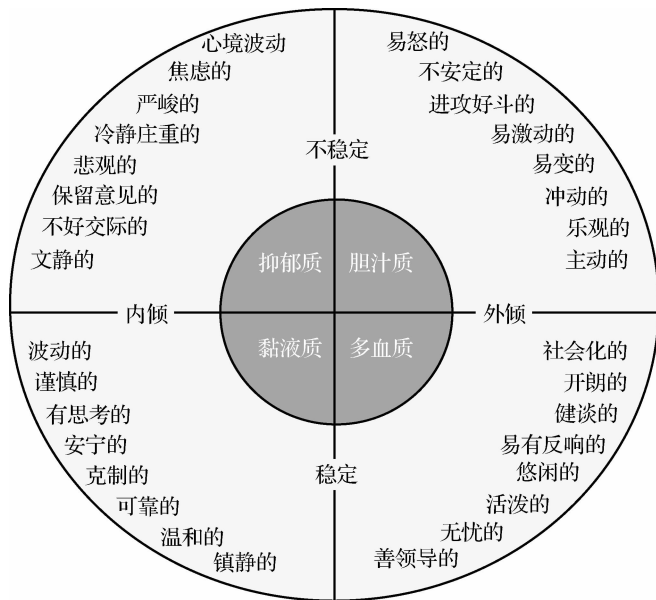 心境波动
焦虑的
严峻的
冷静庄重的
悲观的
保留意见的
不好交际的
文静的
易怒的
不安定的
进攻好斗的
易激动的
易变的
冲动的
乐观的
主动的
不稳定
抑郁质
胆汁质
内倾
外倾
黏液质
多血质
稳定
波动的
谨慎的
有思考的
安宁的
克制的
可靠的
温和的
镇静的
社会化的
开朗的
健谈的
易有反响的
悠闲的
活泼的
无忧的
善领导的